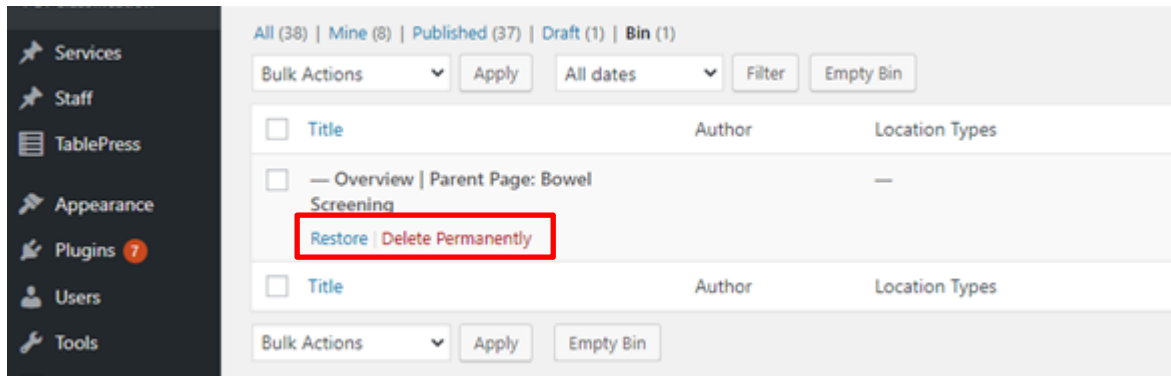 Services
Staff
TablePress
Appearance
Plugins 7
Users
Tools
All (38) | Mine (8) | Published (37) | Draft (1) | Bin (1)
Bulk Actions Apply All dates Filter Empty Bin
Title Author Location Types
— Overview | Parent Page: Bowel —
Screening
Restore | Delete Permanently
Title Author Location Types
Bulk Actions Apply Empty Bin